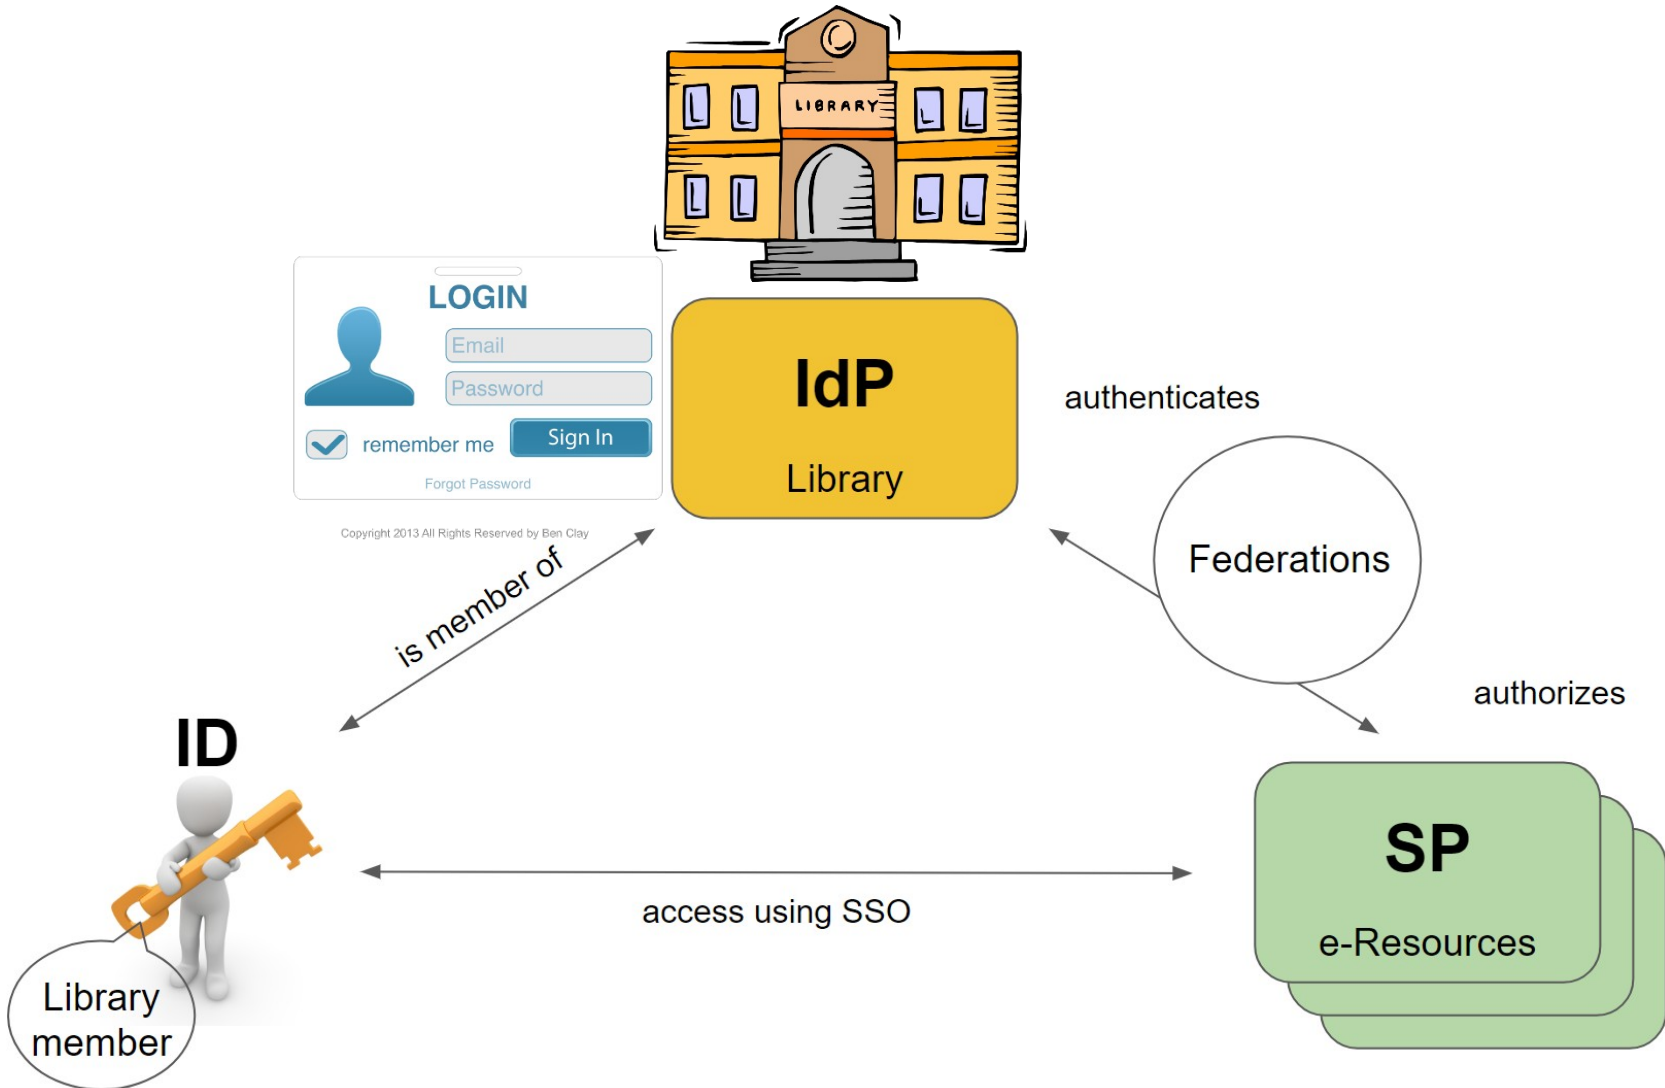 LIBRARY
LOGIN
Email
Password
remember me
Sign In
Forgot Password
Copyright 2013 All Rights Reserved by Ben Clay
IdP
Library
authenticates
Federations
is member of
authorizes
ID
SP
e-Resources
access using SSO
Library
member